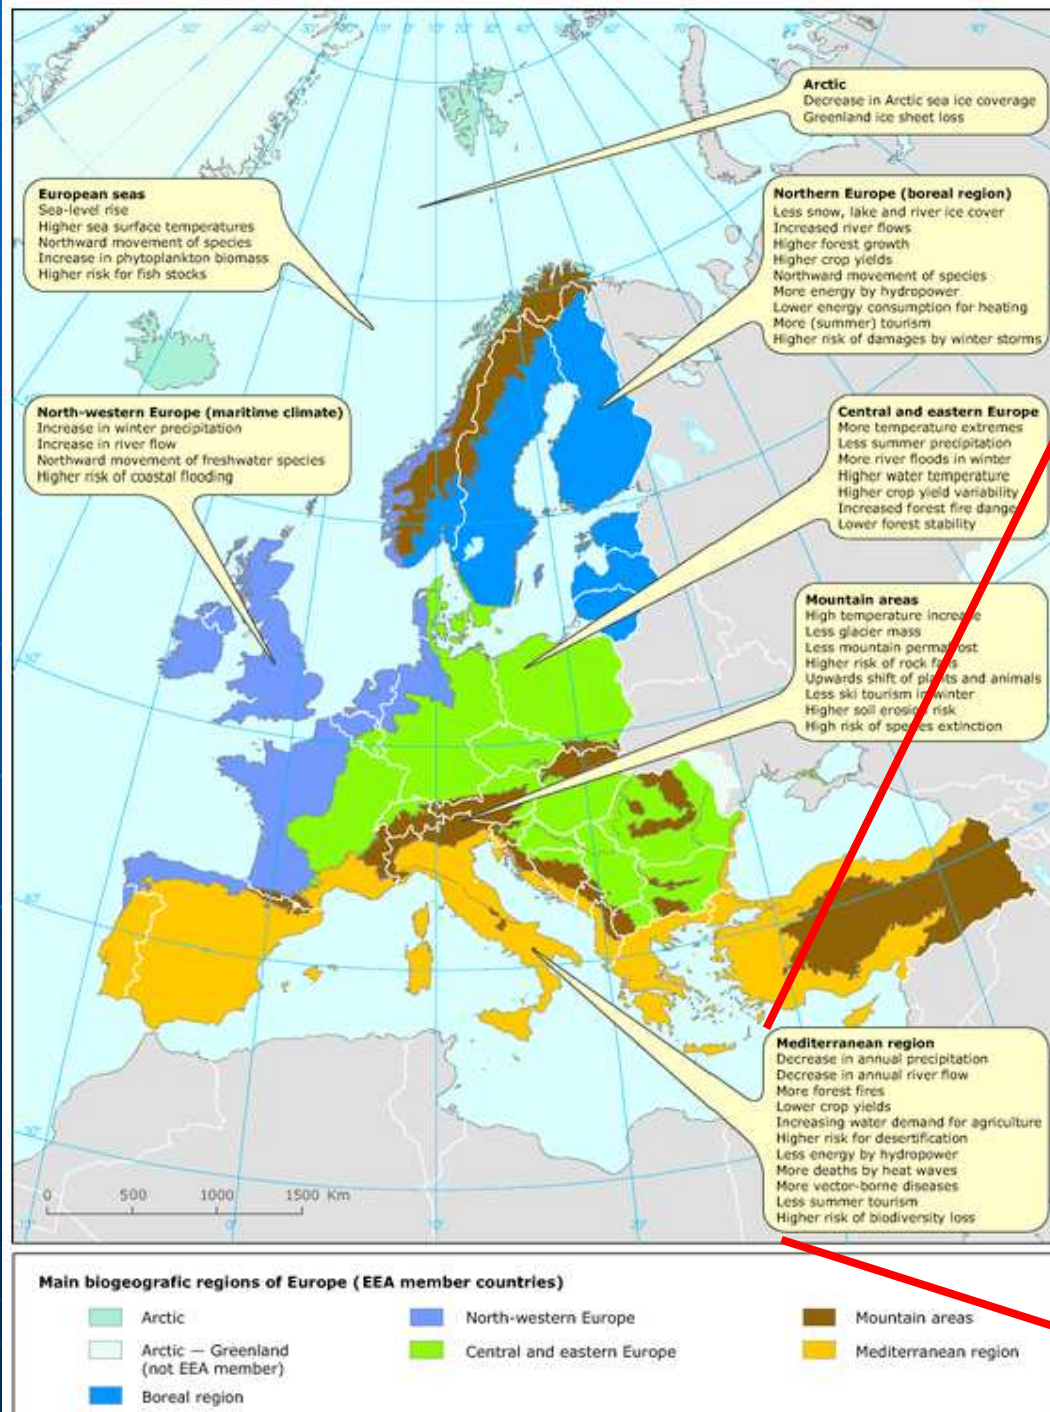 Arctic
Decrease in Arctic sea ice coverage
Greenland ice sheet loss
European seas
Sea-level rise
Higher sea surface temperatures
Northward movement of species
Increase in phytoplankton biomass
Higher risk for fish stocks
Northern Europe (boreal region)
Less snow, lake and river ice cover
Increased river flows
Higher forest growth
Higher crop yields
Northward movement of species
More energy by hydropower
Lower energy consumption for heating
More (summer) tourism
Higher risk of damages by winter storms
North-western Europe (maritime climate)
Increase in winter precipitation
Increase in river flow
Northward movement of freshwater species
Higher risk of coastal flooding
Central and eastern Europe
More temperature extremes
Less summer precipitation
More river floods in winter
Higher water temperature
Higher crop yield variability
Increased forest fire danger
Lower forest stability
Mountain areas
High temperature increase
Less glacier mass
Less mountain permafrost
Higher risk of rock falls
Upwards shift of plants and animals
Less ski tourism in winter
Higher soil erosion risk
High risk of species extinction
Mediterranean region
Decrease in annual precipitation
Decrease in annual river flow
More forest fires
Lower crop yields
Increasing water demand for agriculture
Higher risk for desertification
Less energy by hydropower
More deaths by heat waves
More vector-borne diseases
Less summer tourism
Higher risk of biodiversity loss
0 500 1000 1500 Km
Main biogeografic regions of Europe (EEA member countries)
Arctic
Arctic — Greenland
(not EEA member)
Boreal region
North-western Europe
Central and eastern Europe
Mountain areas
Mediterranean region